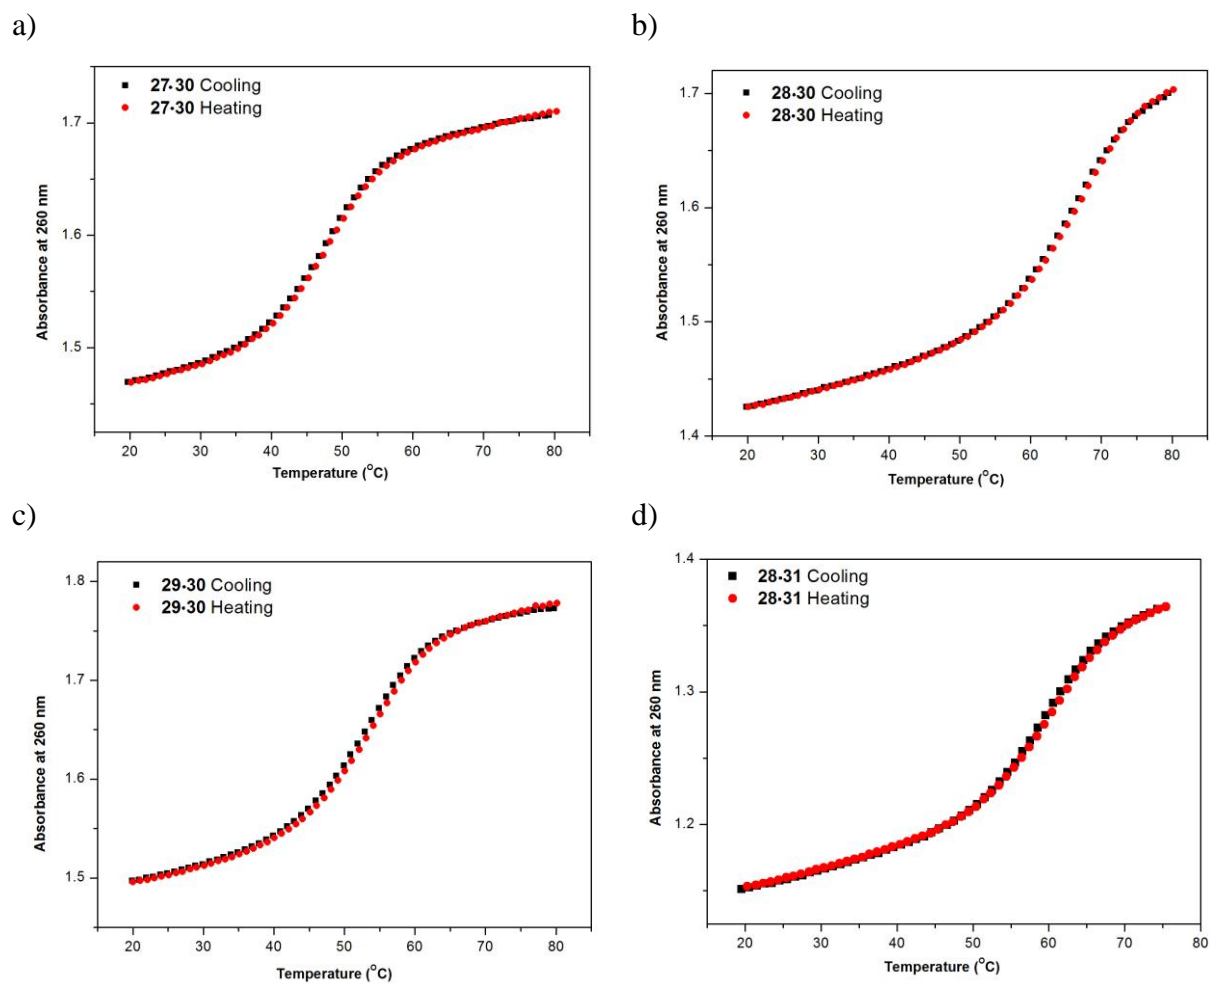 a)
27·30 Cooling
27·30 Heating
1.7
1.6
1.5
Absorbance at 260 nm
20 30 40 50 60 70 80
Temperature (°C)
b)
28·30 Cooling
28·30 Heating
1.7
1.6
1.5
1.4
Absorbance at 260 nm
20 30 40 50 60 70 80
Temperature (°C)
c)
29·30 Cooling
29·30 Heating
1.8
1.7
1.6
1.5
Absorbance at 260 nm
20 30 40 50 60 70 80
Temperature (°C)
d)
28·31 Cooling
28·31 Heating
1.4
1.3
1.2
Absorbance at 260 nm
20 30 40 50 60 70 80
Temperature (°C)